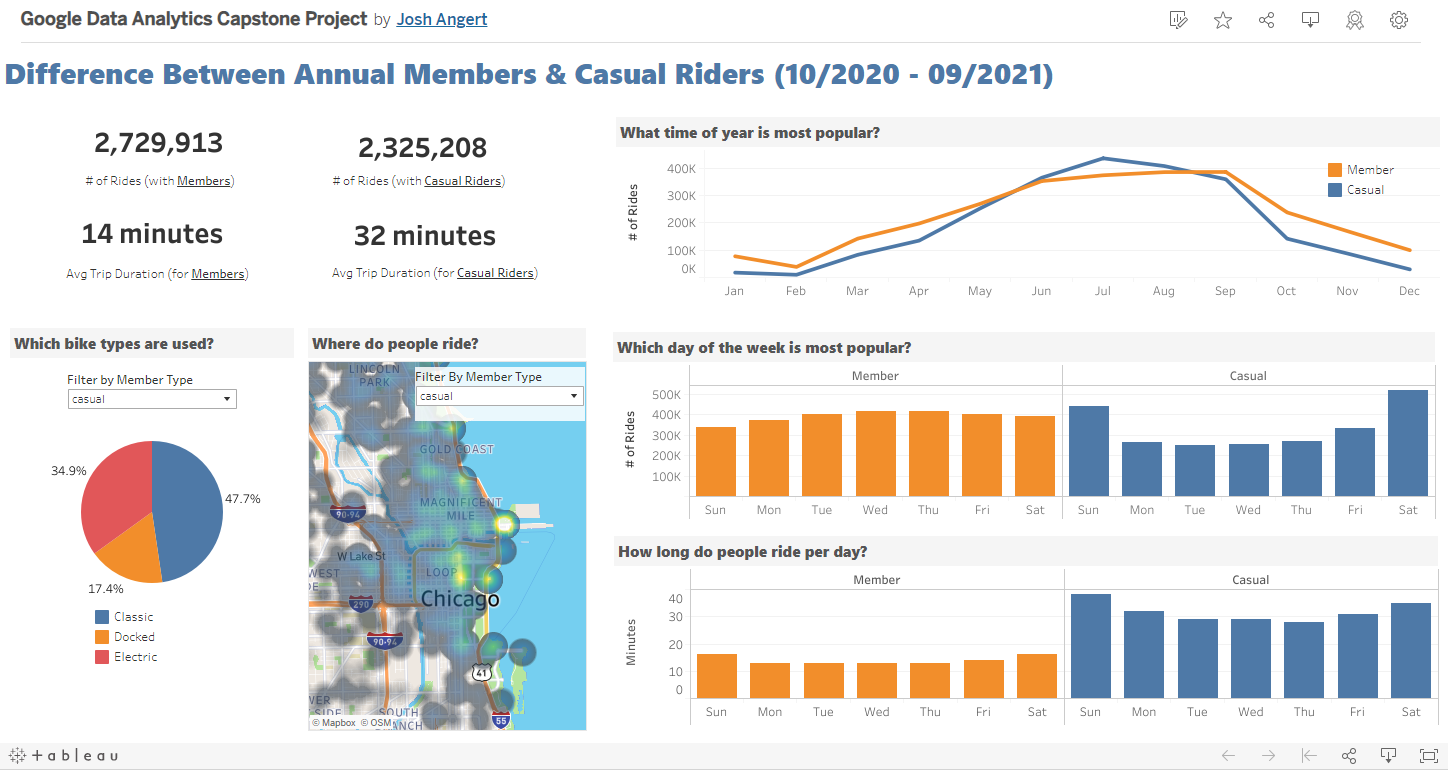 Google Data Analytics Capstone Project by Josh Angert
Difference Between Annual Members & Casual Riders (10/2020 - 09/2021)
2,729,913
# of Rides (with Members)
2,325,208
# of Rides (with Casual Riders)
14 minutes
Avg Trip Duration (for Members)
32 minutes
Avg Trip Duration (for Casual Riders)
What time of year is most popular?
# of Rides
400K
300K
200K
100K
0K
Jan Feb Mar Apr May Jun Jul Aug Sep Oct Nov Dec
Member
Casual
Which bike types are used?
Filter by Member Type
casual
34.9%
47.7%
17.4%
Classic
Docked
Electric
Where do people ride?
Filter By Member Type
casual
LINCOLN
PARK
GOLD COAST
MAGNIFICENT
MILE
90-94
W Lake St
WEST
LOOP
Chicago
290
90-94
41
SOUTH
55
© Mapbox © OSM
Which day of the week is most popular?
Member Casual
# of Rides
500K
400K
300K
200K
100K
Sun Mon Tue Wed Thu Fri Sat Sun Mon Tue Wed Thu Fri Sat
How long do people ride per day?
Member Casual
Minutes
40
30
20
10
0
Sun Mon Tue Wed Thu Fri Sat Sun Mon Tue Wed Thu Fri Sat
+ a b | e a u